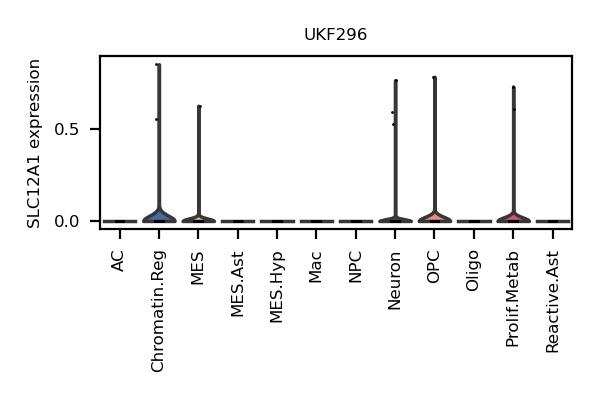 UKF296
SLC12A1 expression
0.5
0.0
AC
Chromatin.Reg
MES
MES.Ast
MES.Hyp
Mac
NPC
Neuron
OPC
Oligo
Prolif.Metab
Reactive.Ast